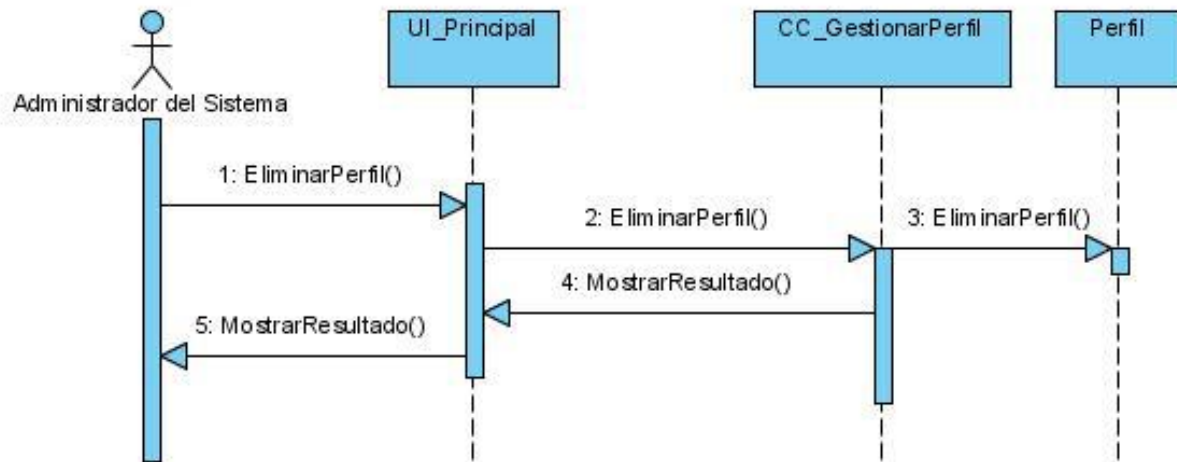 UI_Principal
CC_GestionarPerfil
Perfil
Administrador del Sistema
1: EliminarPerfil()
2: EliminarPerfil()
3: EliminarPerfil()
4: MostrarResultado()
5: MostrarResultado()